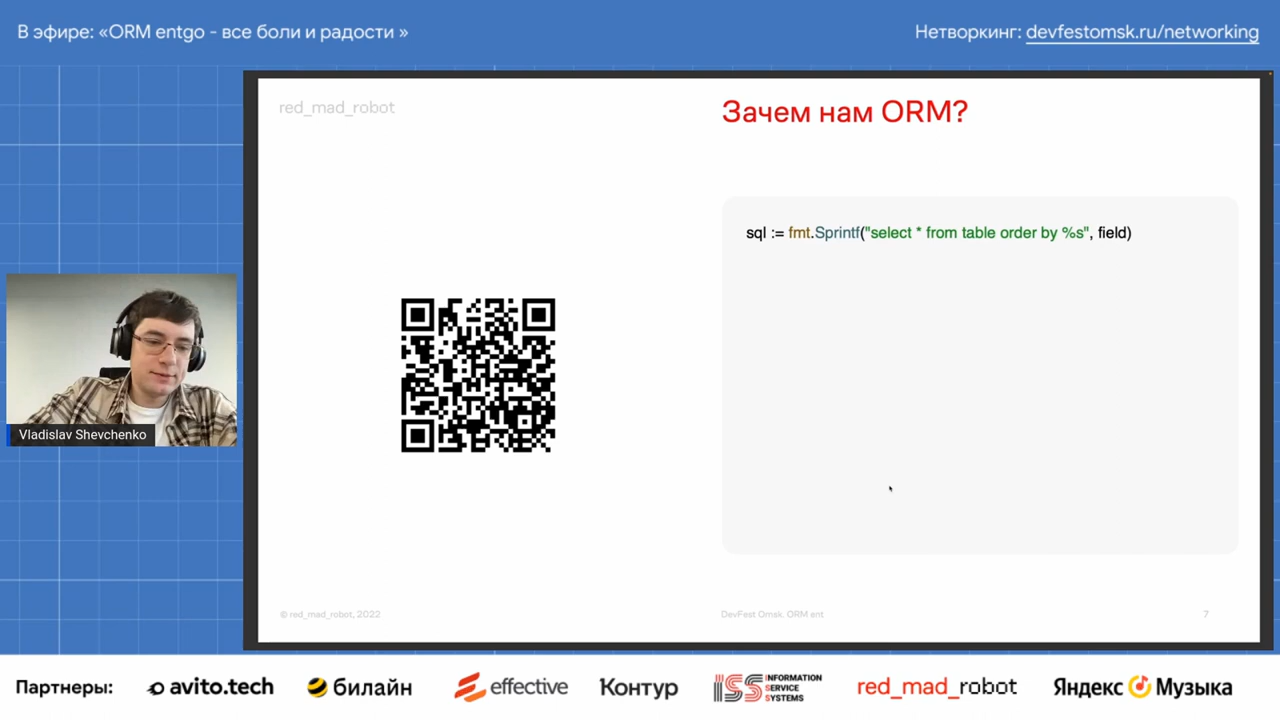 В эфире: «ORM entgo - все боли и радости »
Нетворкинг: devfestomsk.ru/networking
red_mad_robot
Зачем нам ORM?
sql := fmt.Sprintf("select * from table order by %s", field)
Vladislav Shevchenko
© red_mad_robot, 2022
DevFest Omsk. ORM ent
7
Партнеры:
avito.tech
билайн
effective
Контур
ISS INFORMATION
SERVICE
SYSTEMS
red_mad_robot
Яндекс Музыка